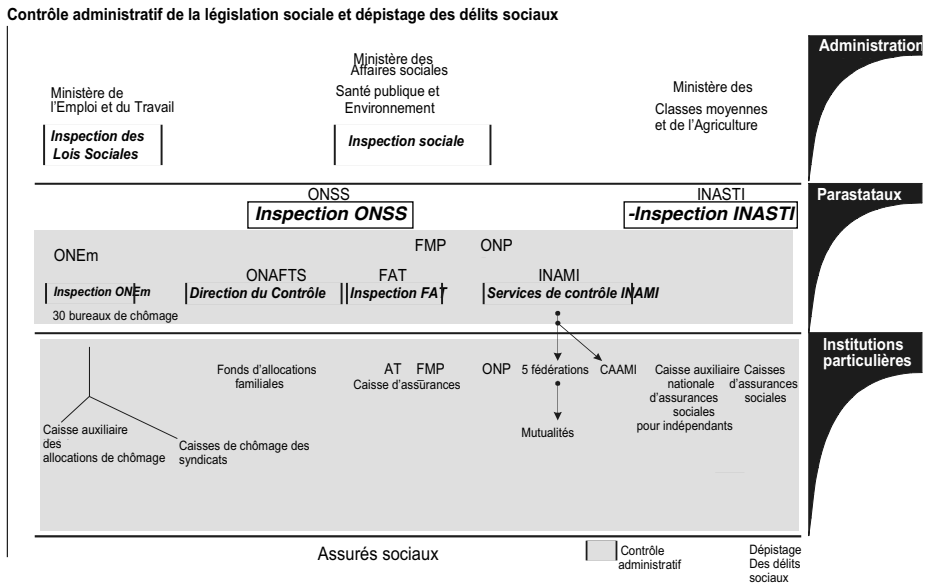 Contrôle administratif de la législation sociale et dépistage des délits sociaux
Administration
Ministère de
l'Emploi et du Travail
Inspection des
Lois Sociales
Ministère des
Affaires sociales
Santé publique et
Environnement
Inspection sociale
Ministère des
Classes moyennes
et de l'Agriculture
Parastataux
ONSS
Inspection ONSS
INASTI
-Inspection INASTI
ONEm
Inspection ONEm
30 bureaux de chômage
ONAFTS
Direction du Contrôle
FMP
ONP
FAT
Inspection FAT
INAMI
Services de contrôle INAMI
Institutions
particulières
Caisse auxiliaire
des
allocations de chômage
Caisses de chômage des
syndicats
Fonds d'allocations
familiales
AT FMP
Caisse d'assurances
ONP
5 fédérations
Mutualités
CAAMI
Caisse auxiliaire
nationale
d'assurances
sociales
pour indépendants
Caisses
d'assurances
sociales
Assurés sociaux
Contrôle
administratif
Dépistage
Des délits
sociaux